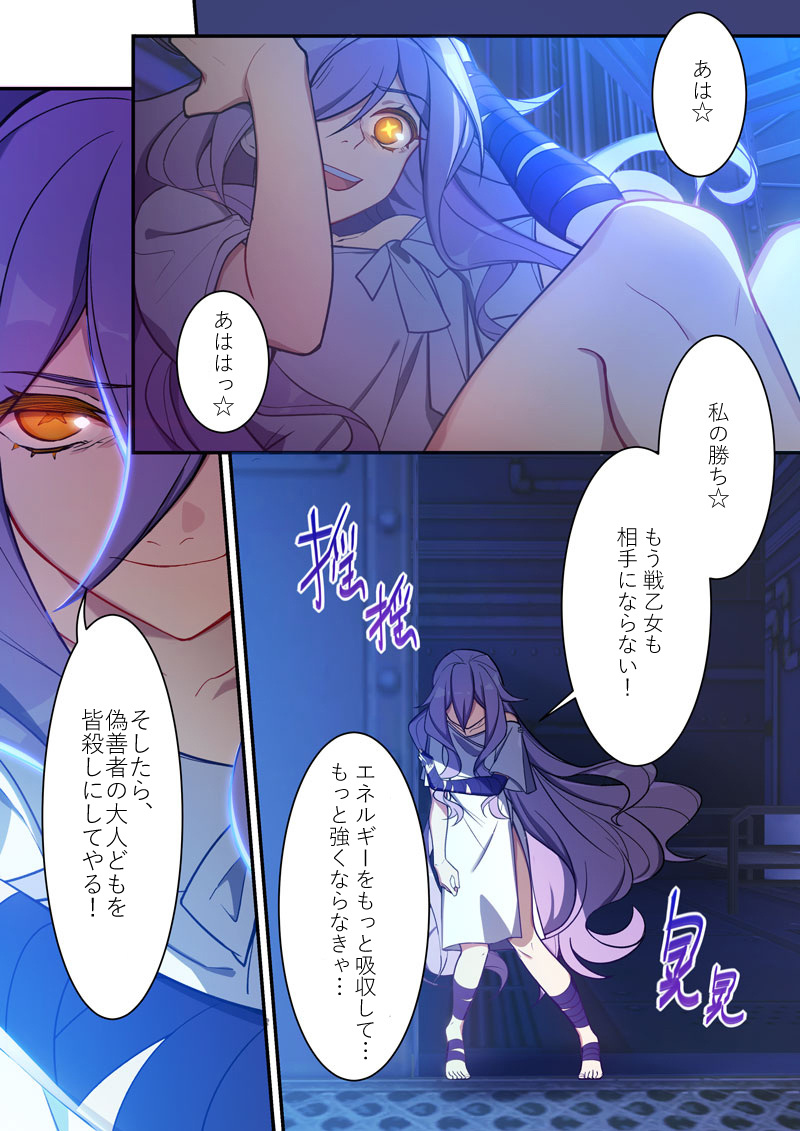 あは☆
あははっ☆
私の勝ち☆
もう戦乙女も
相手にならない！
揺
揺
エネルギーをもっと吸収して…
もっと強くならなきゃ…
晃
晃
そしたら、
偽善者の大人どもを
皆殺しにしてやる！